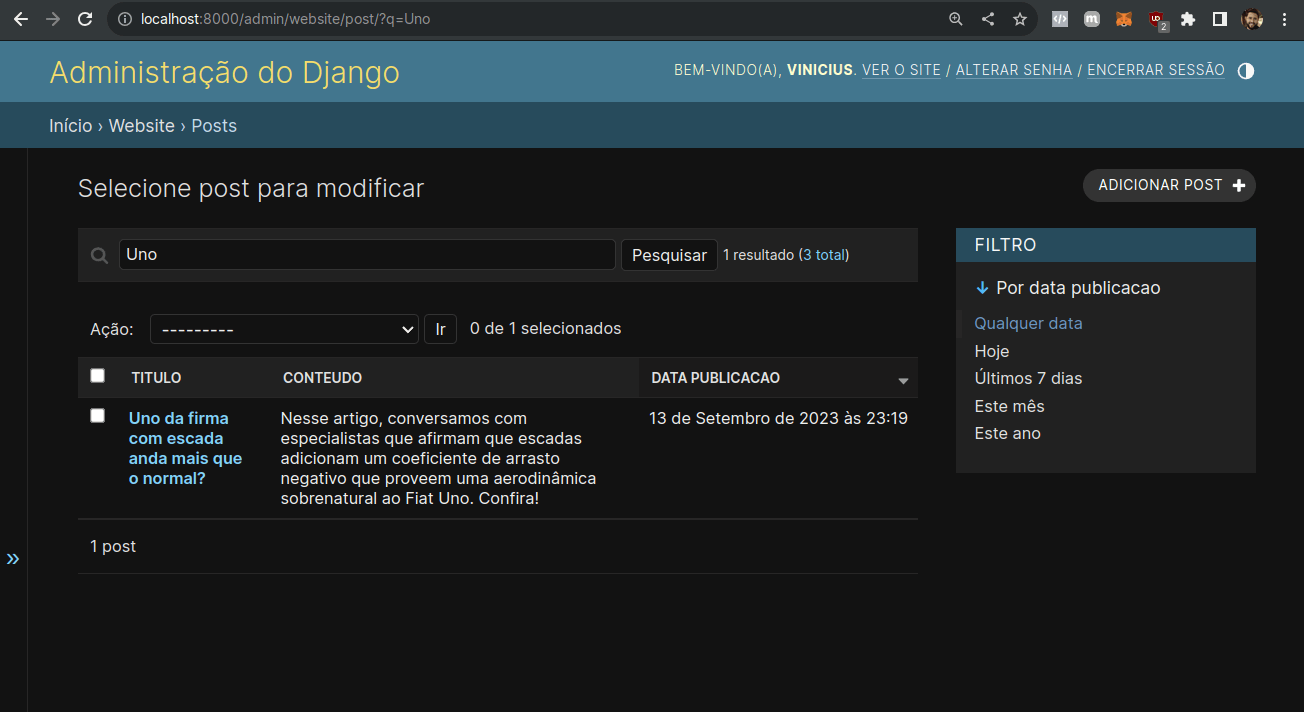 localhost:8000/admin/website/post/?q=Uno
2
Administração do Django
BEM-VINDO(A), VINICIUS. VER O SITE / ALTERAR SENHA / ENCERRAR SESSÃO
Início › Website › Posts
Selecione post para modificar
ADICIONAR POST +
Uno
Pesquisar
1 resultado (3 total)
FILTRO
Por data publicacao
Qualquer data
Hoje
Últimos 7 dias
Este mês
Este ano
Ação: --------- Ir 0 de 1 selecionados
TITULO CONTEUDO DATA PUBLICACAO
Uno da firma
com escada
anda mais que
o normal?
Nesse artigo, conversamos com
especialistas que afirmam que escadas
adicionam um coeficiente de arrasto
negativo que proveem uma aerodinâmica
sobrenatural ao Fiat Uno. Confira!
13 de Setembro de 2023 às 23:19
1 post
»